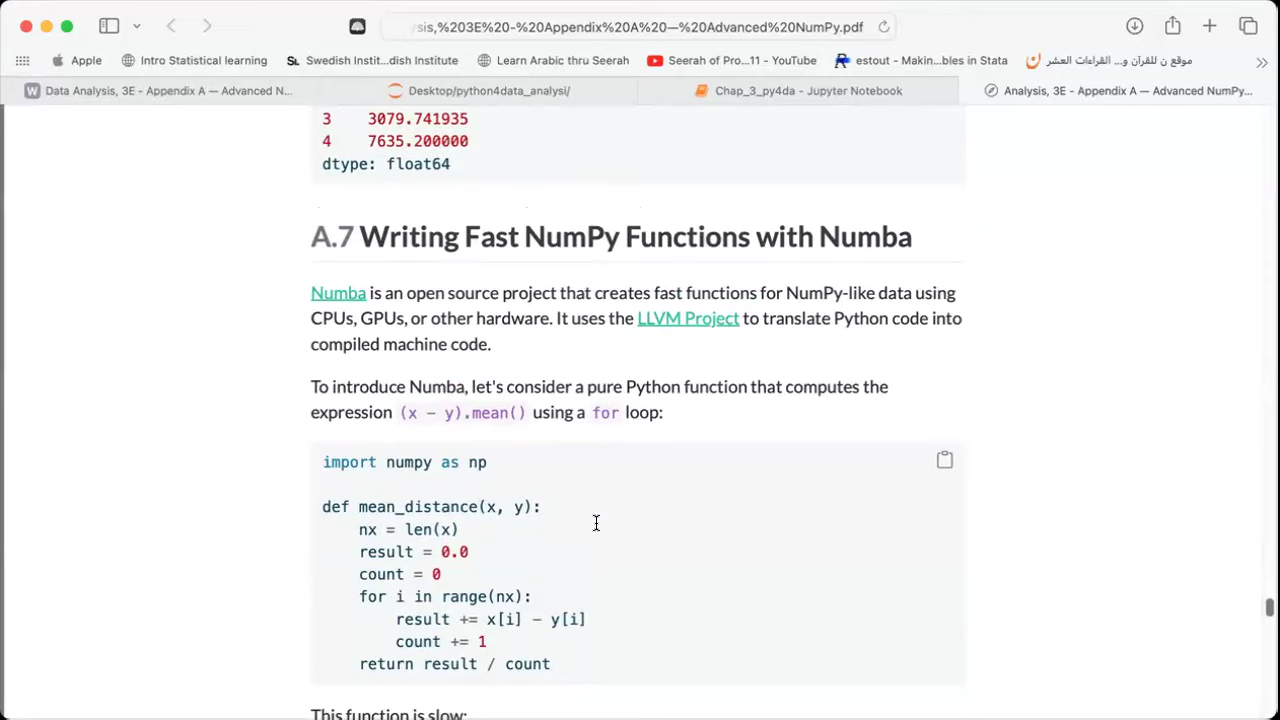 sis,%203E%20-%20Appendix%20A%20—%20Advanced%20NumPy.pdf
Apple
Intro Statistical learning
SL Swedish Instit...dish Institute
Learn Arabic thru Seerah
Seerah of Pro...11 - YouTube
estout - Makin...bles in Stata
موقع ن للقرآن و... القراءات العشر
W Data Analysis, 3E - Appendix A — Advanced N...
Desktop/python4data_analysi/
Chap_3_py4da - Jupyter Notebook
Analysis, 3E - Appendix A — Advanced NumPy...
3 3079.741935
4 7635.200000
dtype: float64
A.7 Writing Fast NumPy Functions with Numba
Numba is an open source project that creates fast functions for NumPy-like data using
CPUs, GPUs, or other hardware. It uses the LLVM Project to translate Python code into
compiled machine code.
To introduce Numba, let's consider a pure Python function that computes the
expression (x - y).mean() using a for loop:
import numpy as np
def mean_distance(x, y):
    nx = len(x)
    result = 0.0
    count = 0
    for i in range(nx):
        result += x[i] - y[i]
        count += 1
    return result / count
This function is slow: